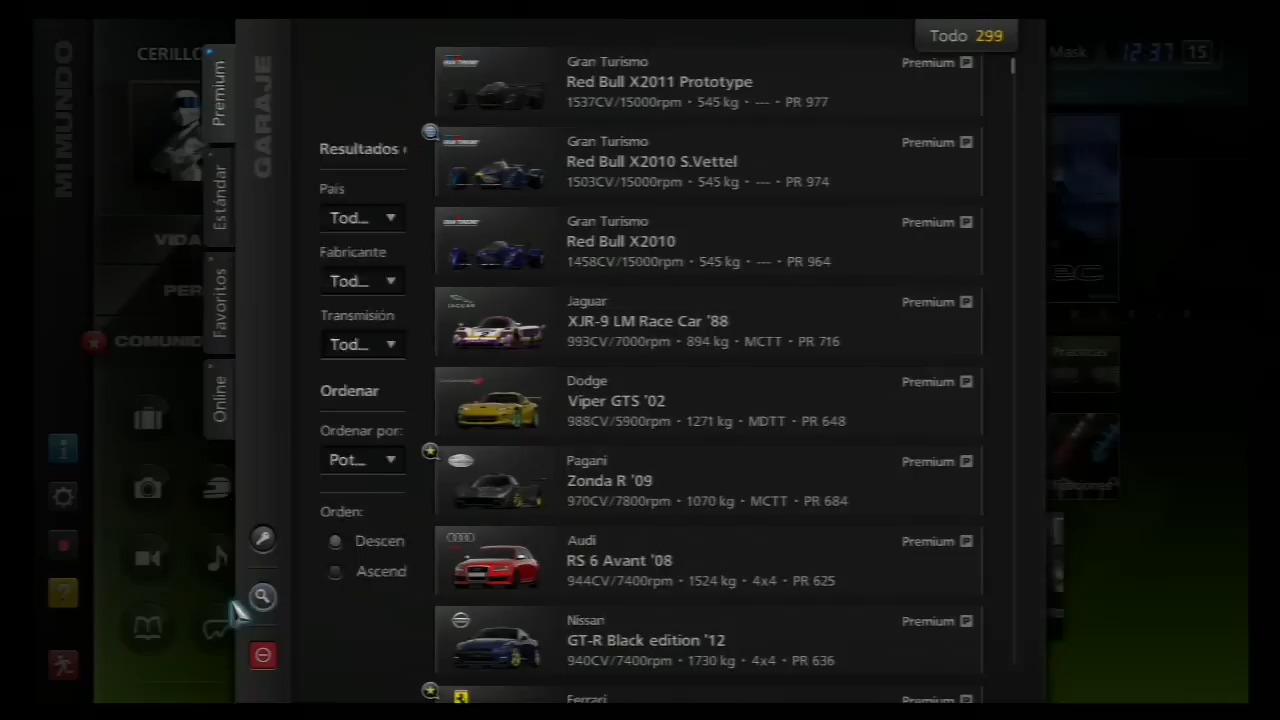 MI MUNDO
CERILLO
VIDA
PER
COMUNID
Premium
Estándar
Favoritos
Online
GARAJE
Todo 299
Mask
12:37 15
Resultados
País
Tod...
Fabricante
Tod...
Transmisión
Tod...
Ordenar
Ordenar por:
Pot...
Orden:
Descen
Ascend
Gran Turismo
Premium P
Red Bull X2011 Prototype
1537CV/15000rpm · 545 kg · --- · PR 977
Gran Turismo
Premium P
Red Bull X2010 S.Vettel
1503CV/15000rpm · 545 kg · --- · PR 974
Gran Turismo
Premium P
Red Bull X2010
1458CV/15000rpm · 545 kg · --- · PR 964
JAGUAR
Jaguar
Premium P
XJR-9 LM Race Car '88
993CV/7000rpm · 894 kg · MCTT · PR 716
Dodge
Premium P
Viper GTS '02
988CV/5900rpm · 1271 kg · MDTT · PR 648
Pagani
Premium P
Zonda R '09
970CV/7800rpm · 1070 kg · MCTT · PR 684
Audi
Premium P
RS 6 Avant '08
944CV/7400rpm · 1524 kg · 4x4 · PR 625
Nissan
Premium P
GT-R Black edition '12
940CV/7400rpm · 1730 kg · 4x4 · PR 636
Ferrari
Premium P